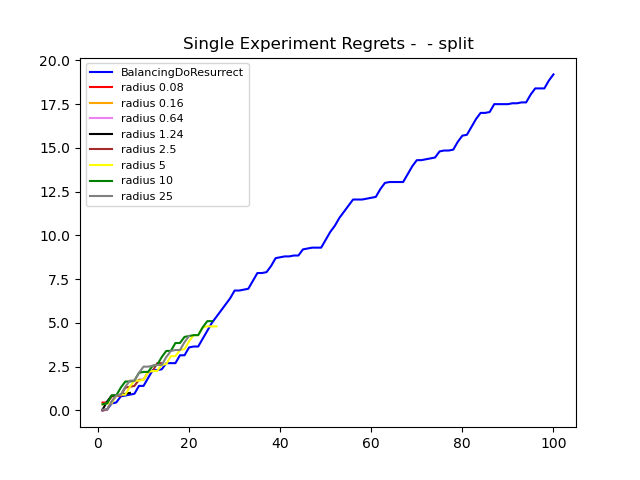 Single Experiment Regrets -  - split
20.0
17.5
15.0
12.5
10.0
7.5
5.0
2.5
0.0
BalancingDoResurrect
radius 0.08
radius 0.16
radius 0.64
radius 1.24
radius 2.5
radius 5
radius 10
radius 25
0 20 40 60 80 100